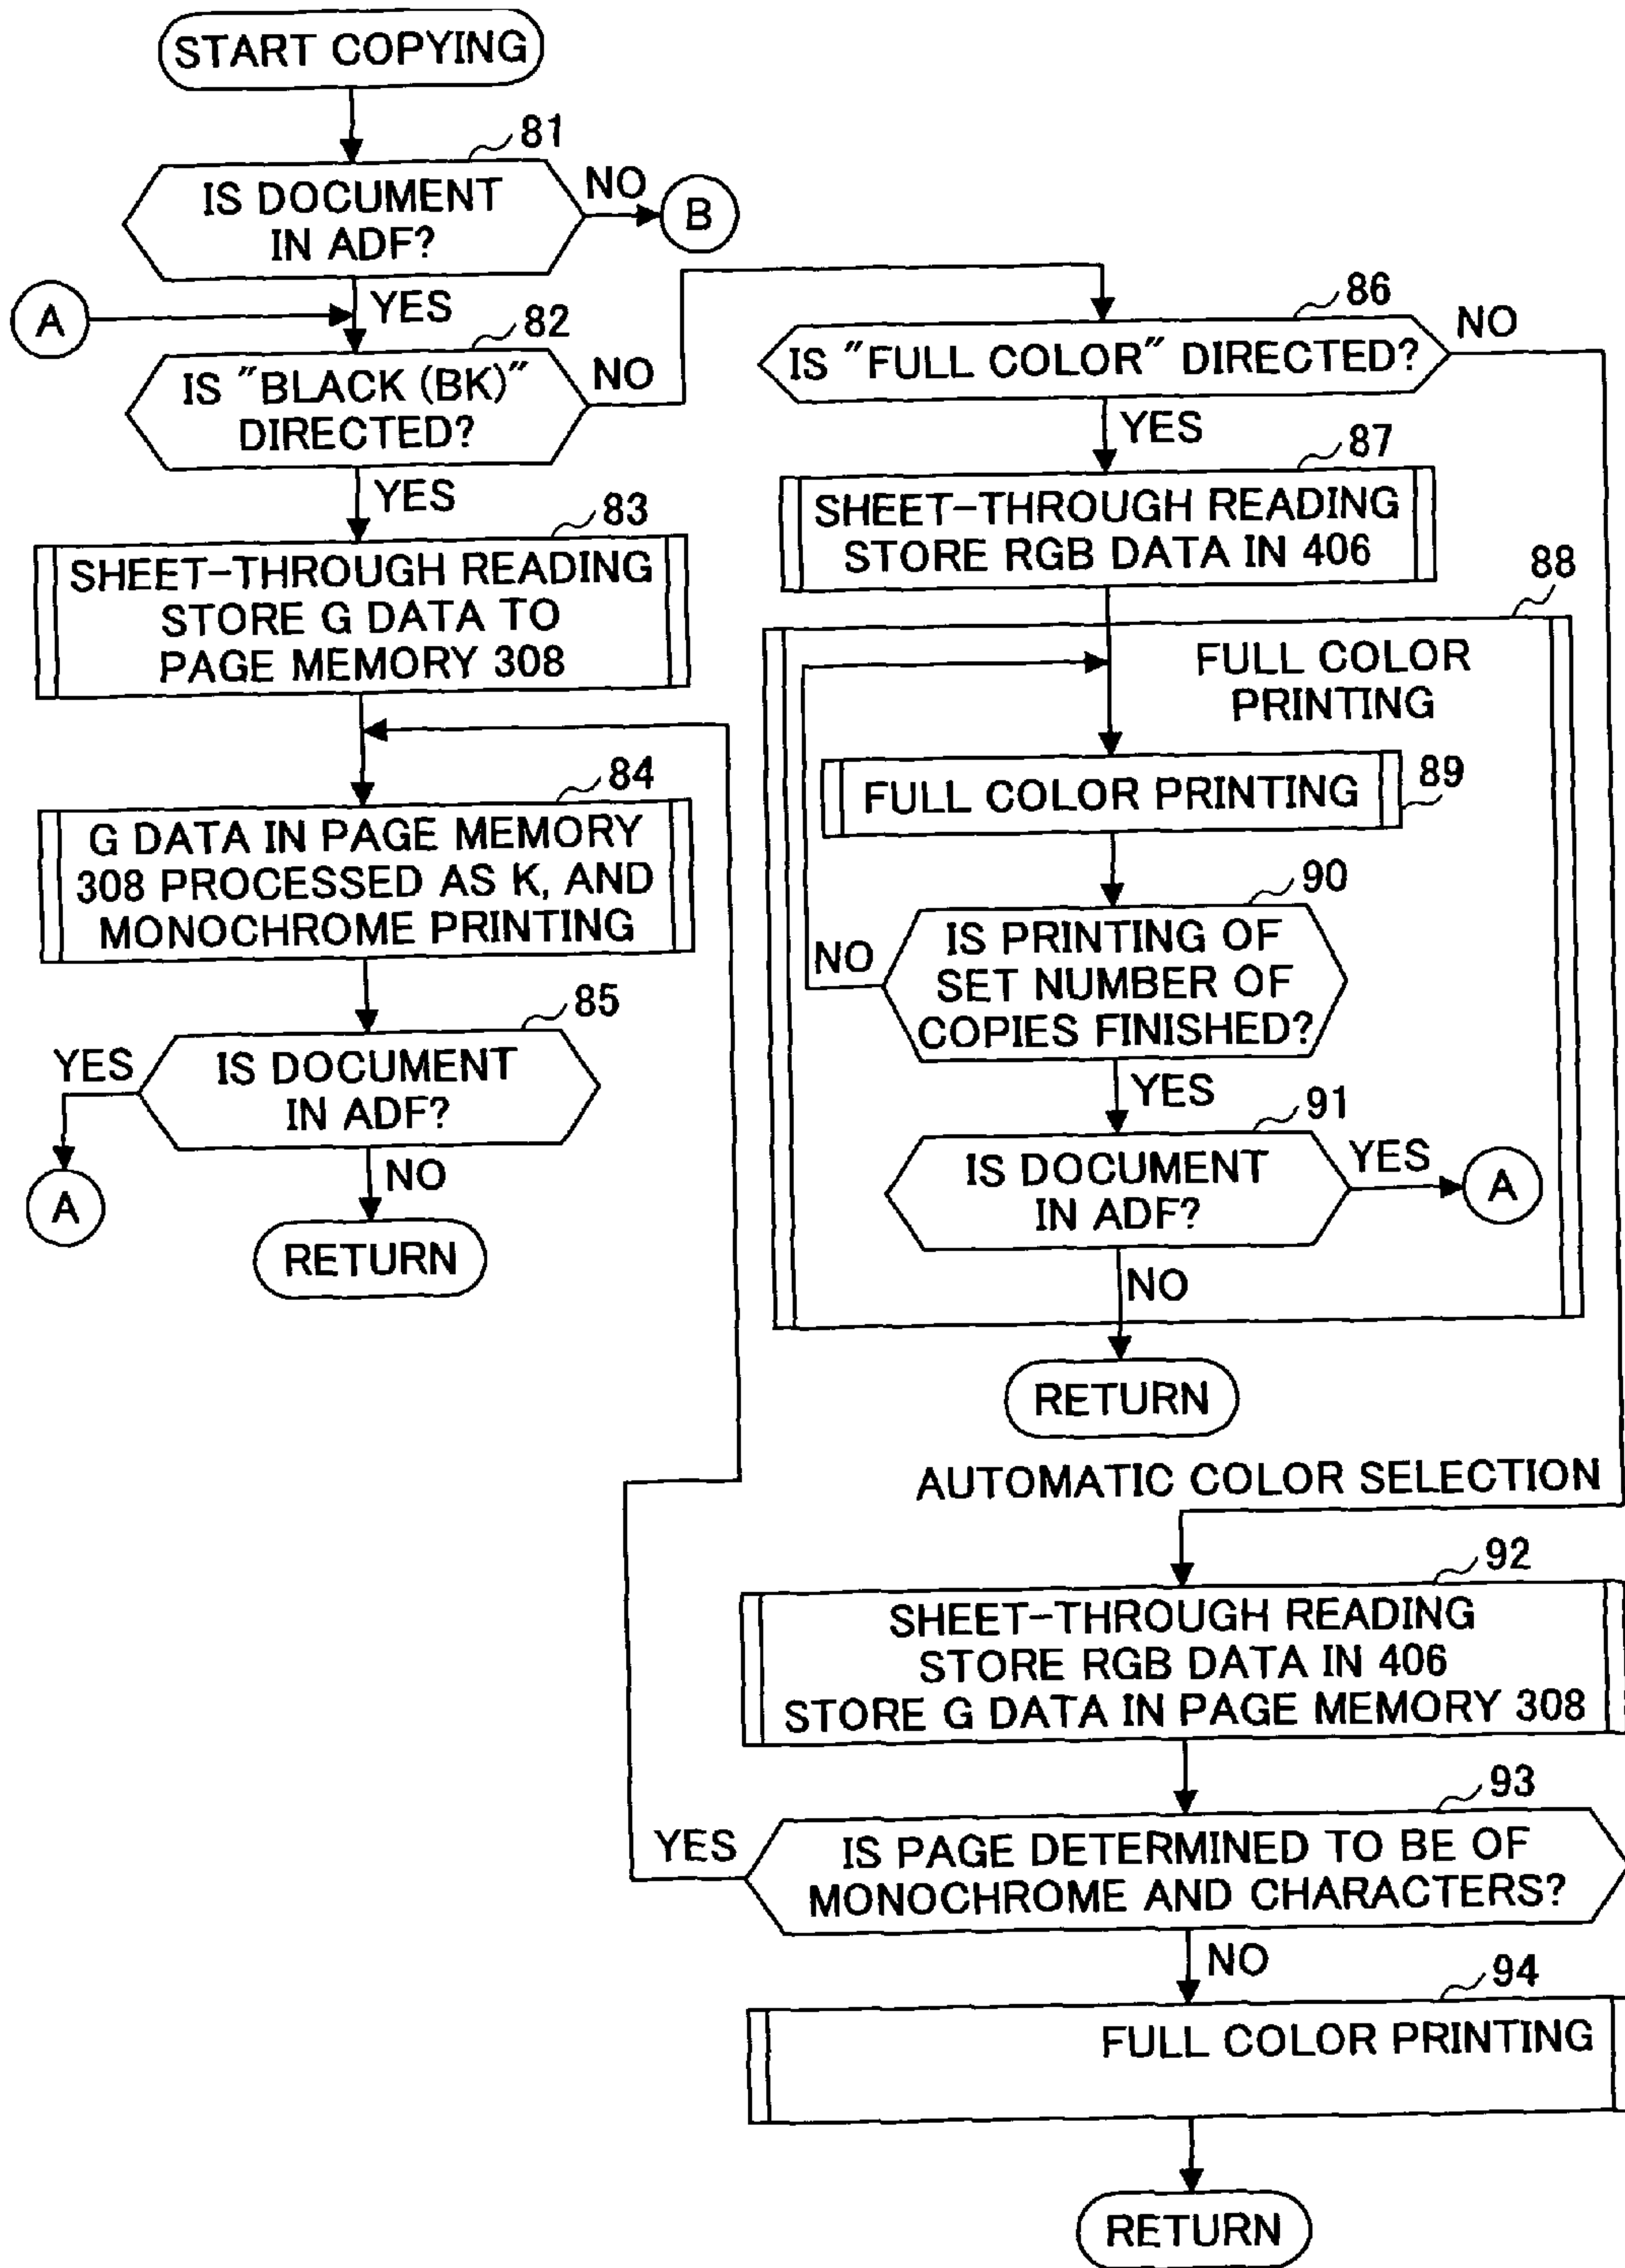 START COPYING
81
IS DOCUMENT
IN ADF?
NO
B
YES
A
82
IS "BLACK (BK)"
DIRECTED?
NO
YES
83
SHEET-THROUGH READING
STORE G DATA TO
PAGE MEMORY 308
84
G DATA IN PAGE MEMORY
308 PROCESSED AS K, AND
MONOCHROME PRINTING
85
YES
IS DOCUMENT
IN ADF?
A
NO
RETURN
86
IS "FULL COLOR" DIRECTED?
NO
YES
87
SHEET-THROUGH READING
STORE RGB DATA IN 406
88
FULL COLOR
PRINTING
FULL COLOR PRINTING
89
90
NO
IS PRINTING OF
SET NUMBER OF
COPIES FINISHED?
YES
91
IS DOCUMENT
IN ADF?
YES
A
NO
RETURN
AUTOMATIC COLOR SELECTION
92
SHEET-THROUGH READING
STORE RGB DATA IN 406
STORE G DATA IN PAGE MEMORY 308
93
YES
IS PAGE DETERMINED TO BE OF
MONOCHROME AND CHARACTERS?
NO
94
FULL COLOR PRINTING
RETURN